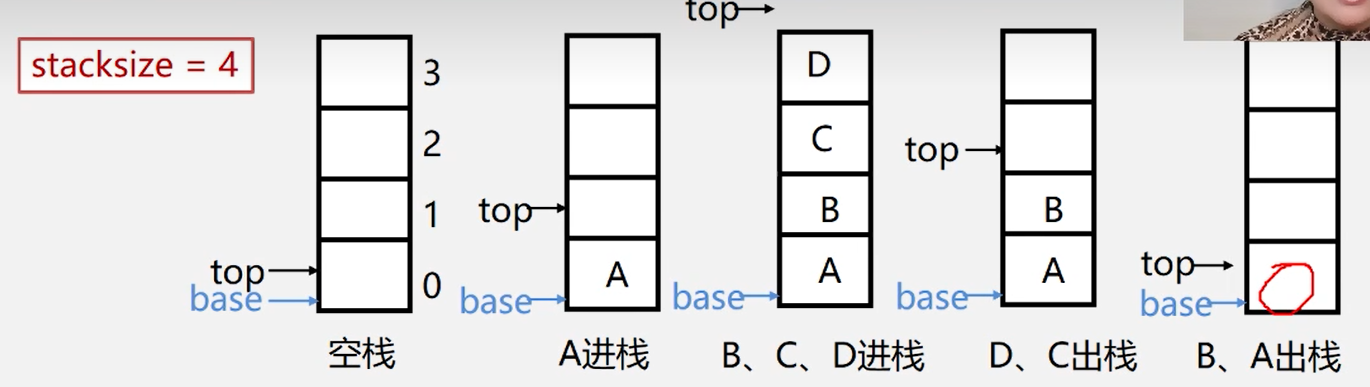 stacksize = 4
3
2
1
0
top
base
空栈
top
A
base
A进栈
top
D
C
B
A
base
B、C、D进栈
top
B
A
base
D、C出栈
top
base
B、A出栈